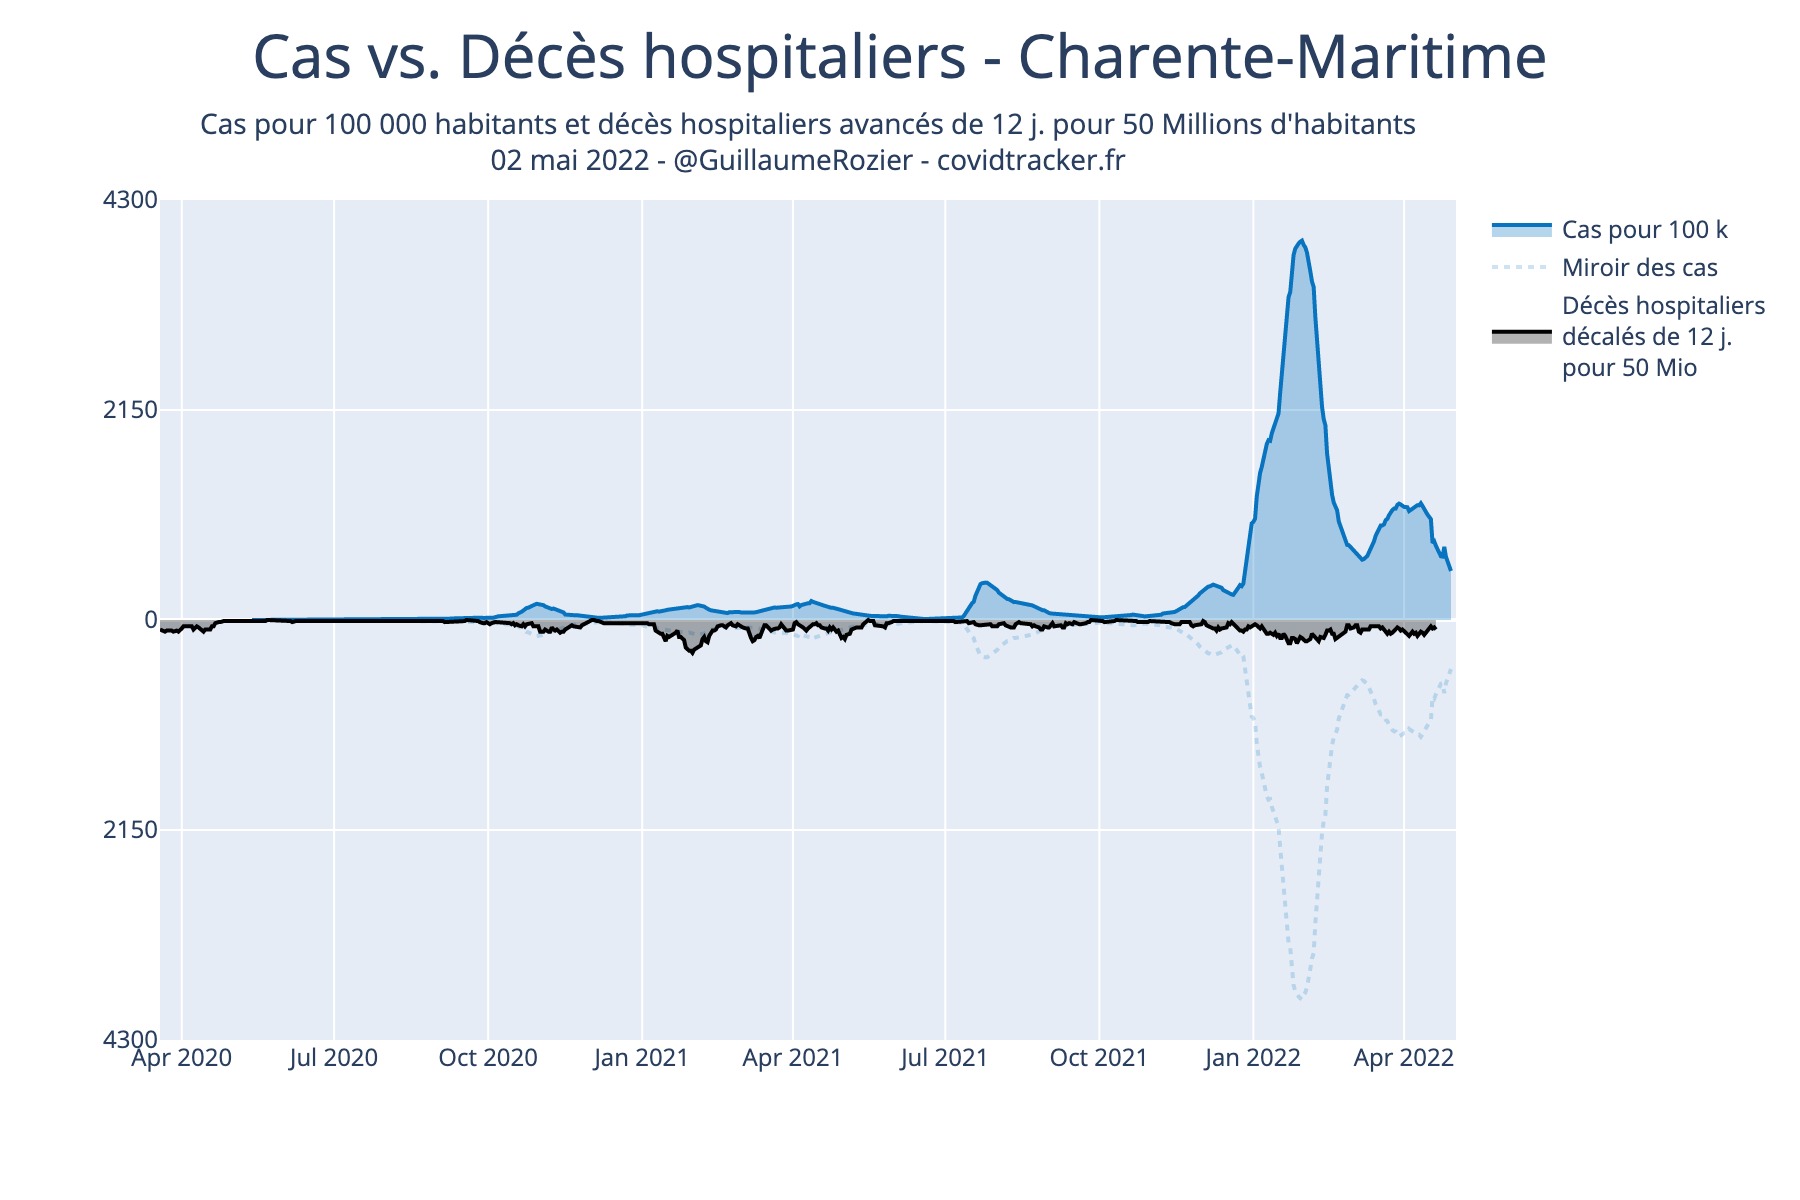 Cas vs. Décès hospitaliers - Charente-Maritime
Cas pour 100 000 habitants et décès hospitaliers avancés de 12 j. pour 50 Millions d'habitants
02 mai 2022 - @GuillaumeRozier - covidtracker.fr
4300
2150
0
2150
4300
Apr 2020
Jul 2020
Oct 2020
Jan 2021
Apr 2021
Jul 2021
Oct 2021
Jan 2022
Apr 2022
Cas pour 100 k
Miroir des cas
Décès hospitaliers
décalés de 12 j.
pour 50 Mio